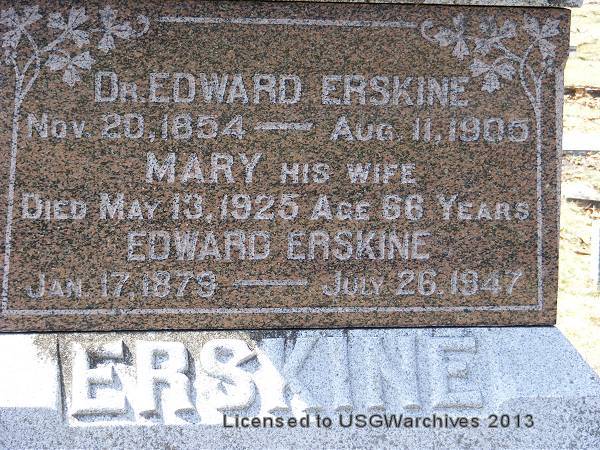 Dr. EDWARD ERSKINE
Nov. 20, 1854 — Aug. 11, 1905
MARY HIS WIFE
Died May 13, 1925 Age 66 Years
EDWARD ERSKINE
Jan. 17, 1879 — July 26, 1947
ERSKINE
Licensed to USGWarchives 2013